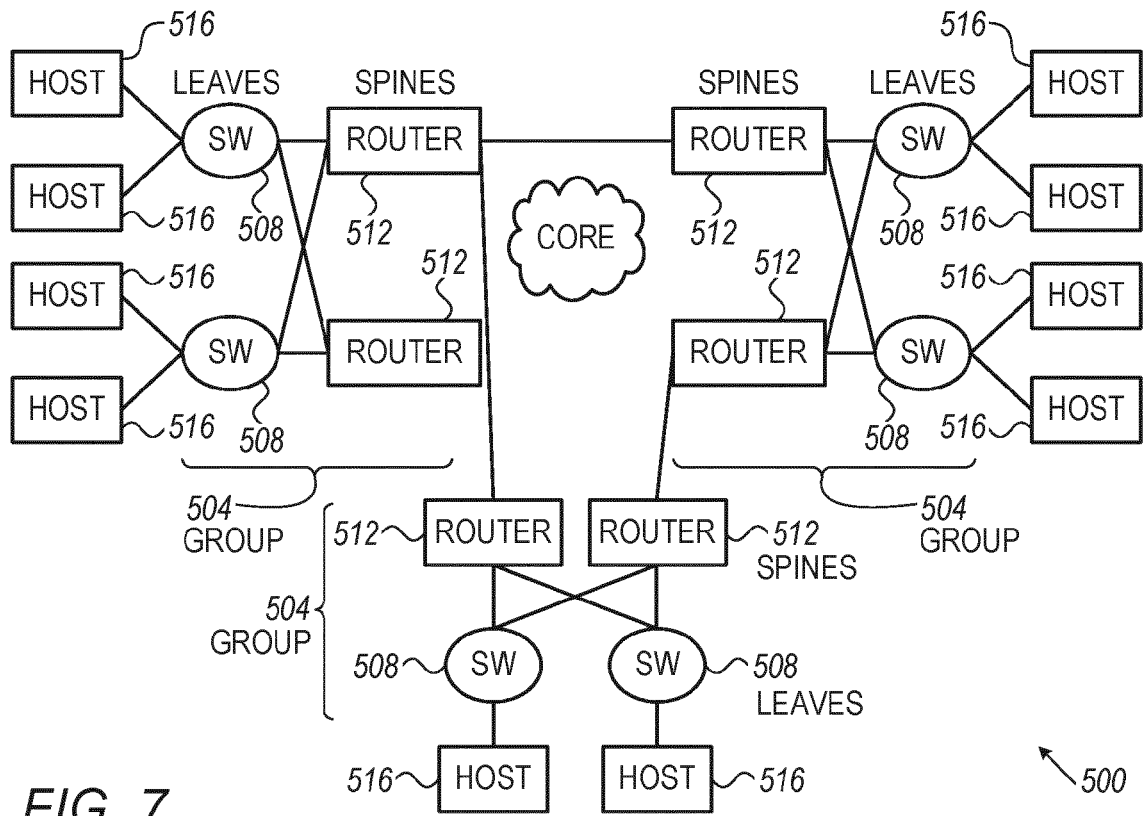 516 516
HOST LEAVES SPINES SPINES LEAVES HOST
SW ROUTER ROUTER SW
HOST 516 508 512 CORE 512 508 516 HOST
516 512 512 516
HOST HOST
SW ROUTER ROUTER SW
HOST 516 508 508 516 HOST
504 GROUP 504 GROUP
512 ROUTER ROUTER 512 SPINES
504 GROUP
508 SW SW 508 LEAVES
516 HOST HOST 516
500
FIG. 7